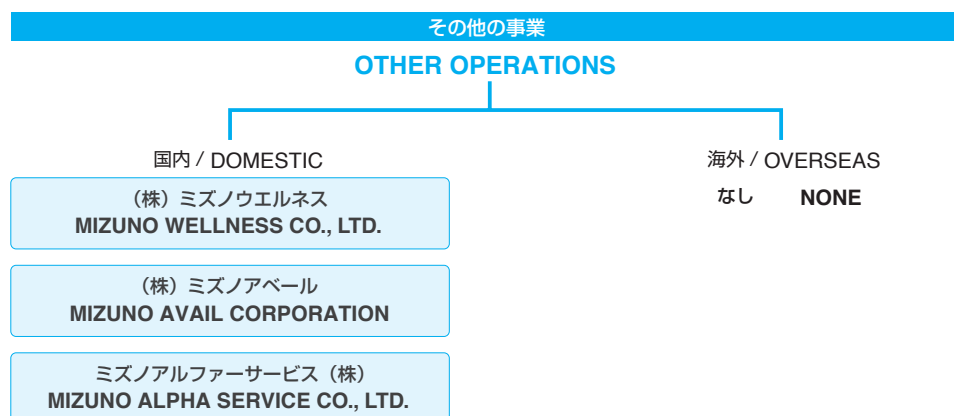 その他の事業
OTHER OPERATIONS
国内 / DOMESTIC
海外 / OVERSEAS
（株）ミズノウエルネス
MIZUNO WELLNESS CO., LTD.
なし NONE
（株）ミズノアベール
MIZUNO AVAIL CORPORATION
ミズノアルファーサービス（株）
MIZUNO ALPHA SERVICE CO., LTD.